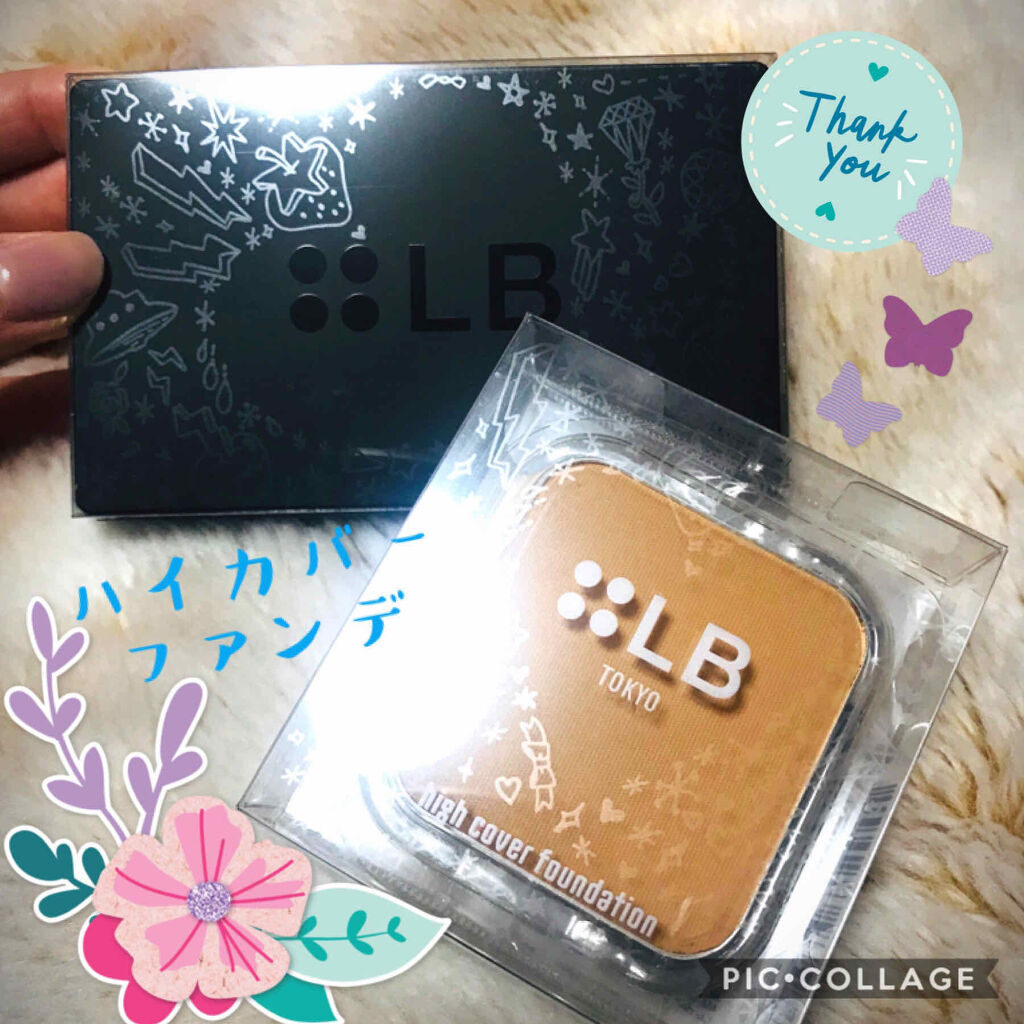 Thank
You
LB
ハイカバー
ファンデ
LB
TOKYO
high cover foundation
PIC•COLLAGE